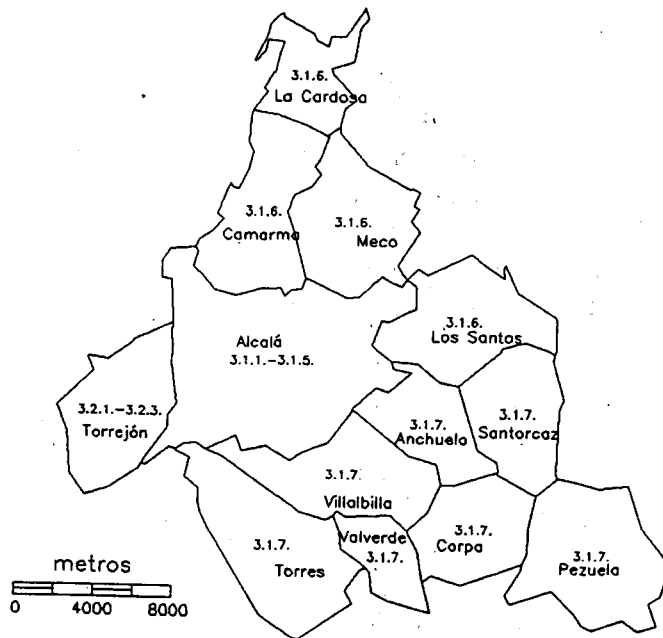 3.1.6.
La Cardosa
3.1.6.
Camarma
3.1.6.
Meco
Alcalá
3.1.1.–3.1.5.
3.1.6.
Los Santos
3.2.1.–3.2.3.
Torrejón
3.1.7.
Anchuelo
3.1.7.
Santorcaz
3.1.7.
Villalbilla
Valverde
3.1.7.
3.1.7.
Corpa
3.1.7.
Pezuela
3.1.7.
Torres
metros
0 4000 8000